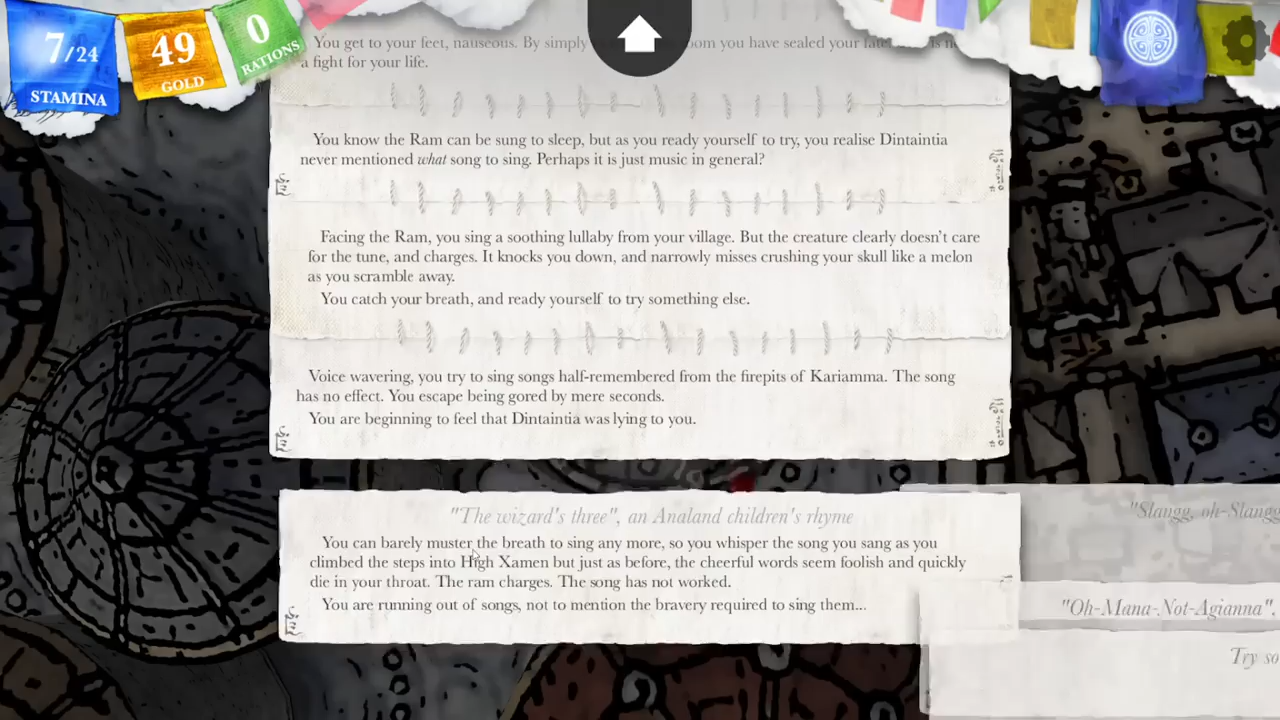 7/24
STAMINA
49
GOLD
0
RATIONS
You get to your feet, nauseous. By simply
you have sealed your
a fight for your life.
You know the Ram can be sung to sleep, but as you ready yourself to try, you realise Dintaintia
never mentioned what song to sing. Perhaps it is just music in general?
Facing the Ram, you sing a soothing lullaby from your village. But the creature clearly doesn't care
for the tune, and charges. It knocks you down, and narrowly misses crushing your skull like a melon
as you scramble away.
You catch your breath, and ready yourself to try something else.
Voice wavering, you try to sing songs half-remembered from the firepits of Kariamma. The song
has no effect. You escape being gored by mere seconds.
You are beginning to feel that Dintaintia was lying to you.
"The wizard's three", an Analand children's rhyme
You can barely muster the breath to sing any more, so you whisper the song you sang as you
climbed the steps into High Xamen but just as before, the cheerful words seem foolish and quickly
die in your throat. The ram charges. The song has not worked.
You are running out of songs, not to mention the bravery required to sing them...
"Slangg, oh-Slangg
"Oh-Mana-Not-Agianna",
Try so